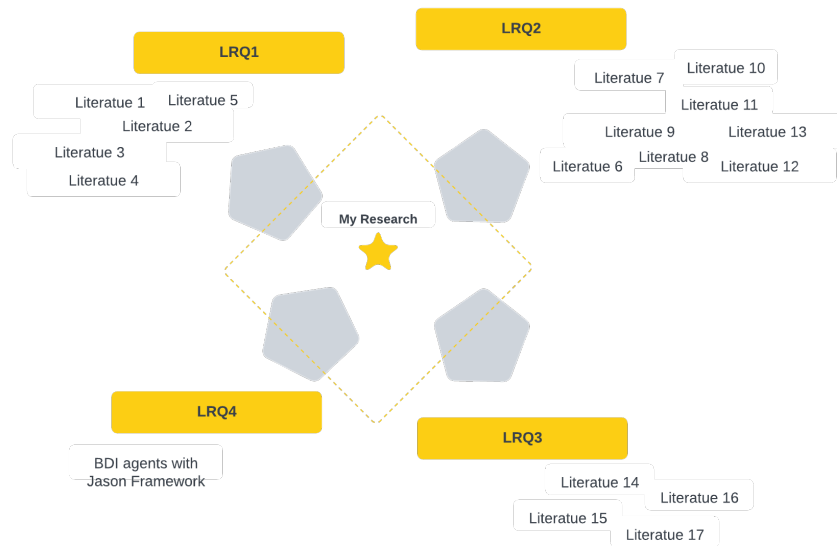 LRQ1
Literatue 1
Literatue 5
Literatue 2
Literatue 3
Literatue 4
LRQ2
Literatue 10
Literatue 7
Literatue 11
Literatue 9
Literatue 13
Literatue 8
Literatue 6
Literatue 12
My Research
LRQ4
BDI agents with
Jason Framework
LRQ3
Literatue 14
Literatue 16
Literatue 15
Literatue 17